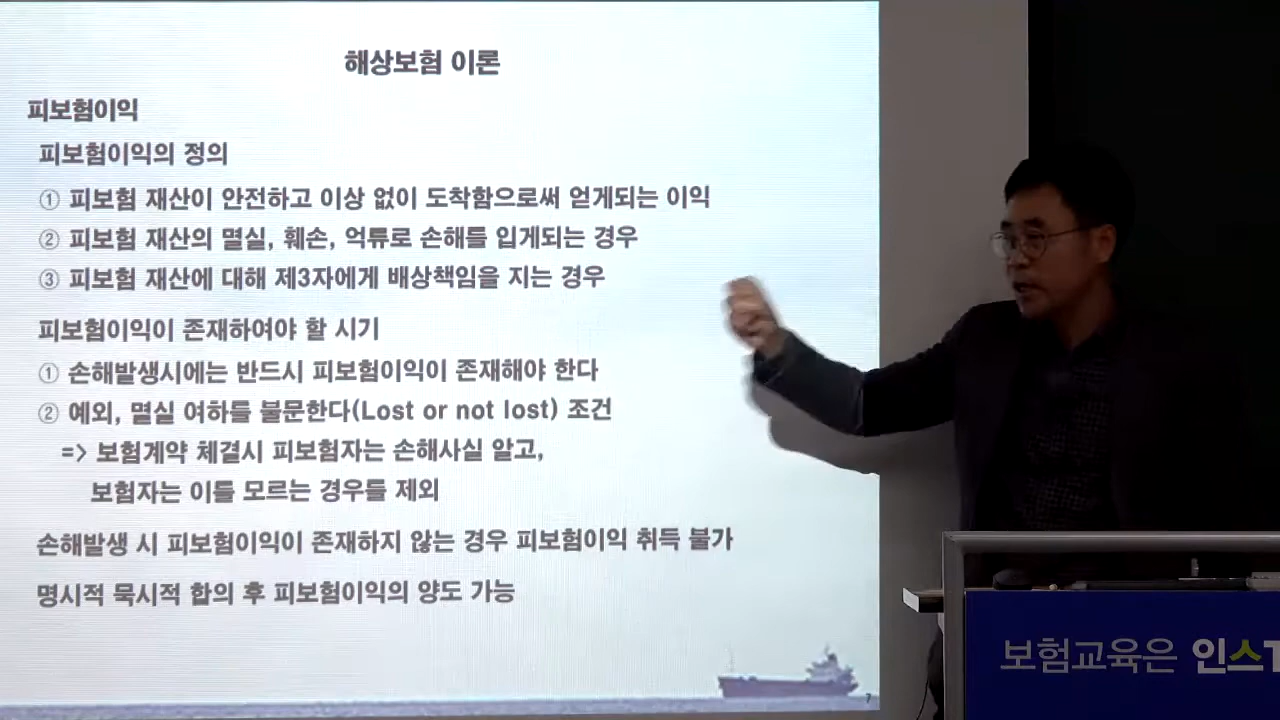 해상보험 이론
피보험이익
피보험이익의 정의
① 피보험 재산이 안전하고 이상 없이 도착함으로써 얻게되는 이익
② 피보험 재산의 멸실, 훼손, 억류로 손해를 입게되는 경우
③ 피보험 재산에 대해 제3자에게 배상책임을 지는 경우
피보험이익이 존재하여야 할 시기
① 손해발생시에는 반드시 피보험이익이 존재해야 한다
② 예외, 멸실 여하를 불문한다(Lost or not lost) 조건
=> 보험계약 체결시 피보험자는 손해사실 알고,
보험자는 이를 모르는 경우를 제외
손해발생 시 피보험이익이 존재하지 않는 경우 피보험이익 취득 불가
명시적 묵시적 합의 후 피보험이익의 양도 가능
7
보험교육은 인스T